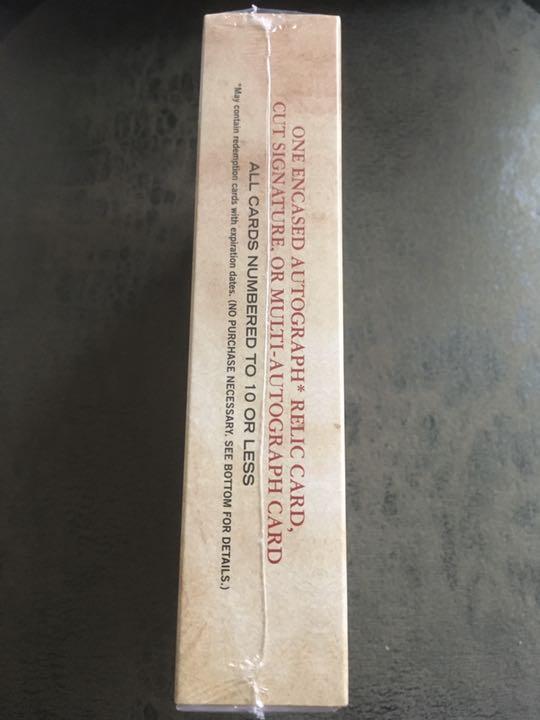 ONE ENCASED AUTOGRAPH* RELIC CARD,
CUT SIGNATURE, OR MULTI-AUTOGRAPH CARD
ALL CARDS NUMBERED TO 10 OR LESS
*May contain redemption cards with expiration dates. (NO PURCHASE NECESSARY. SEE BOTTOM FOR DETAILS.)